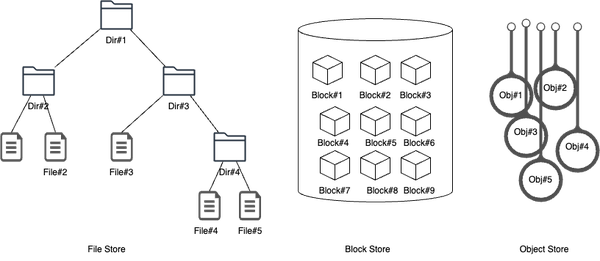 Dir#1
Dir#2
Dir#3
File#2
File#3
Dir#4
File#4
File#5
File Store
Block#1
Block#2
Block#3
Block#4
Block#5
Block#6
Block#7
Block#8
Block#9
Block Store
Obj#1
Obj#2
Obj#3
Obj#4
Obj#5
Object Store